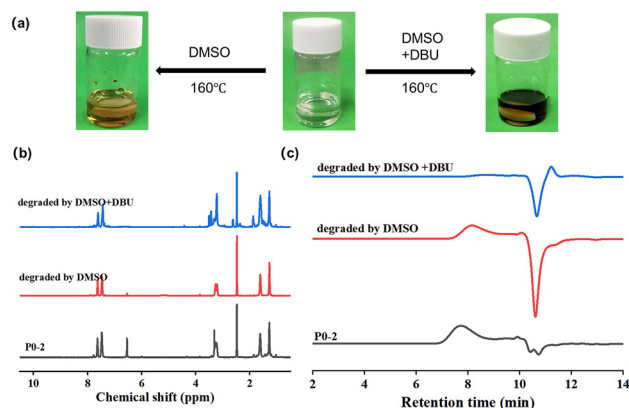 (a)
DMSO
160℃
DMSO
+DBU
160℃
(b)
degraded by DMSO+DBU
degraded by DMSO
P0-2
10 8 6 4 2
Chemical shift (ppm)
(c)
degraded by DMSO +DBU
degraded by DMSO
P0-2
2 4 6 8 10 12 14
Retention time (min)